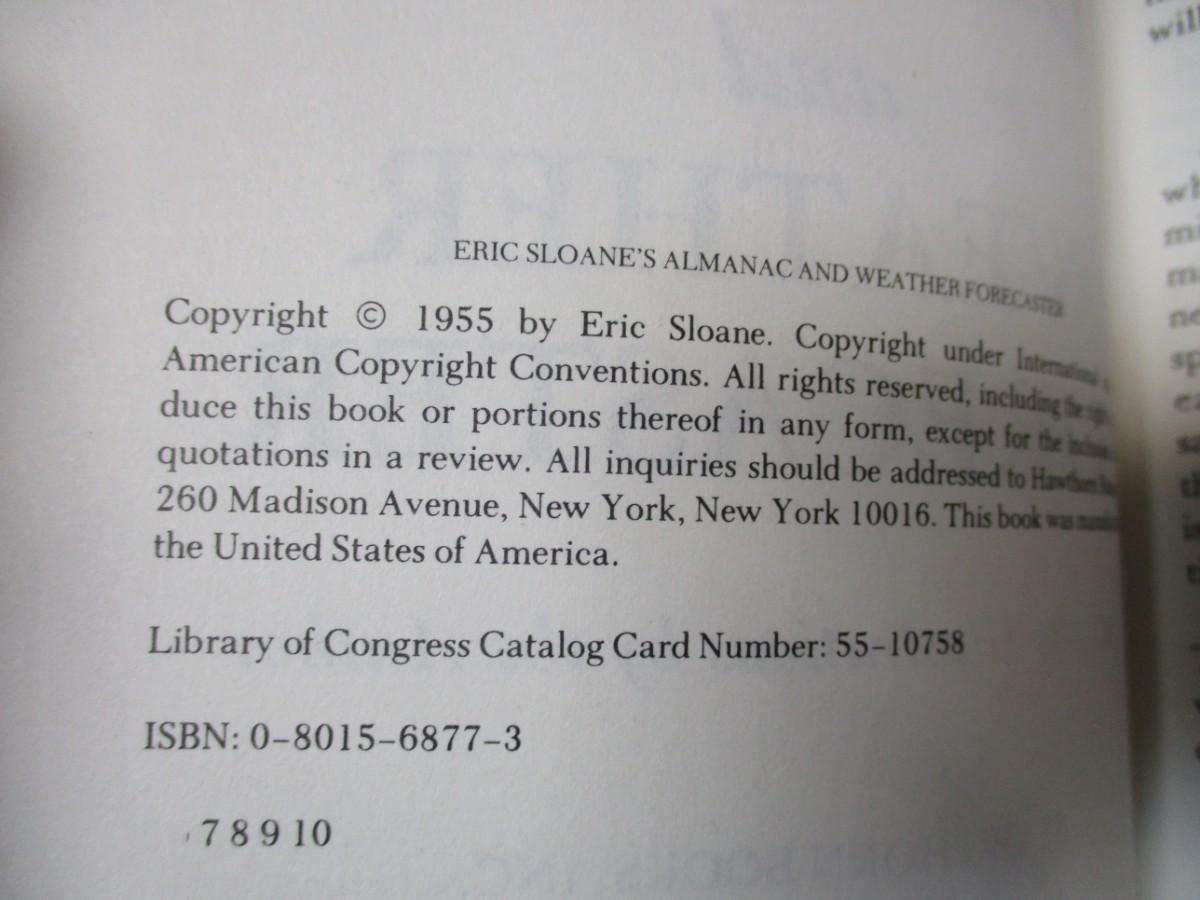 ERIC SLOANE'S ALMANAC AND WEATHER FORECASTER
Copyright © 1955 by Eric Sloane. Copyright under International
American Copyright Conventions. All rights reserved, including the
duce this book or portions thereof in any form, except for the
quotations in a review. All inquiries should be addressed to Hawthorn
260 Madison Avenue, New York, New York 10016. This book was
the United States of America.
Library of Congress Catalog Card Number: 55-10758
ISBN: 0-8015-6877-3
7 8 9 10
will